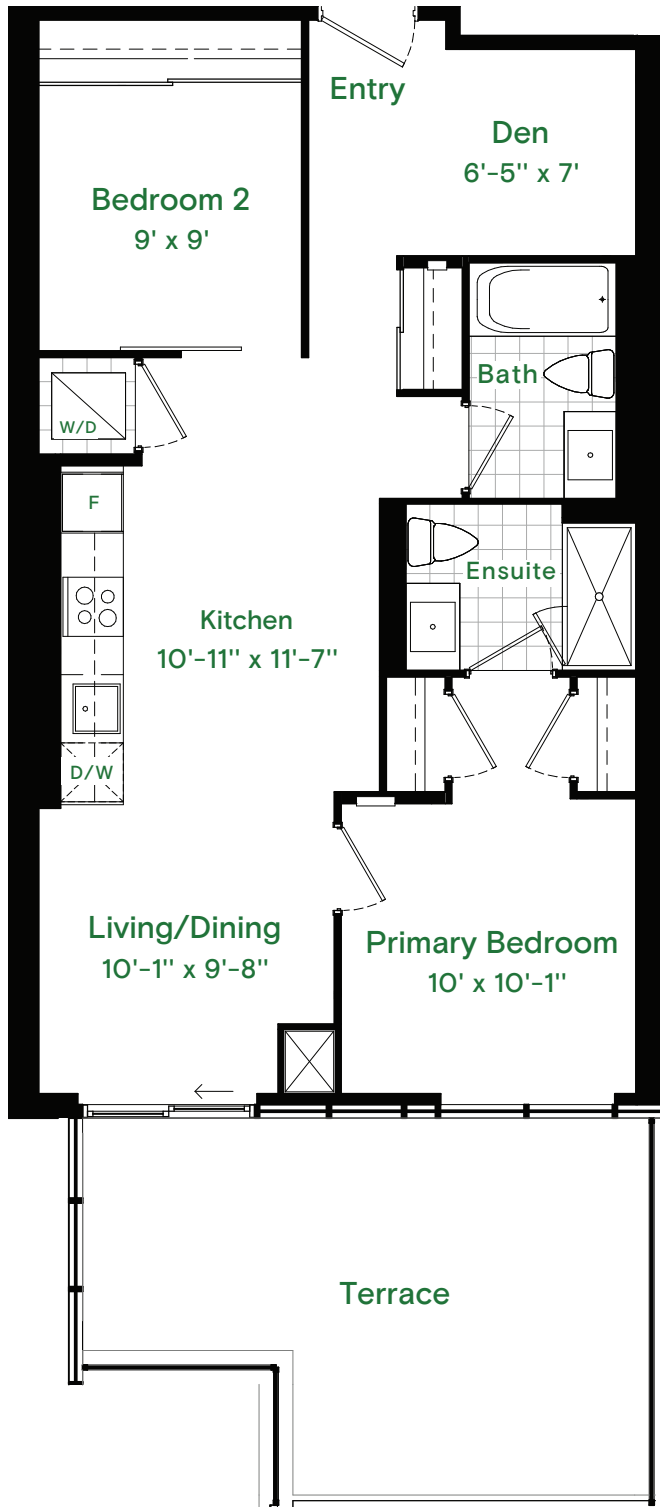 Entry
Den
6'-5'' x 7'
Bedroom 2
9' x 9'
Bath
W/D
F
Ensuite
Kitchen
10'-11'' x 11'-7''
D/W
Living/Dining
10'-1'' x 9'-8''
Primary Bedroom
10' x 10'-1''
Terrace